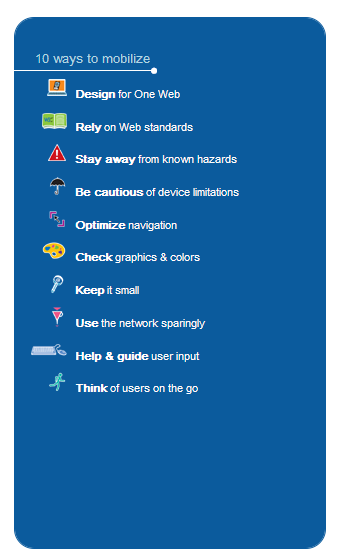 10 ways to mobilize
Design for One Web
Rely on Web standards
Stay away from known hazards
Be cautious of device limitations
Optimize navigation
Check graphics & colors
Keep it small
Use the network sparingly
Help & guide user input
Think of users on the go